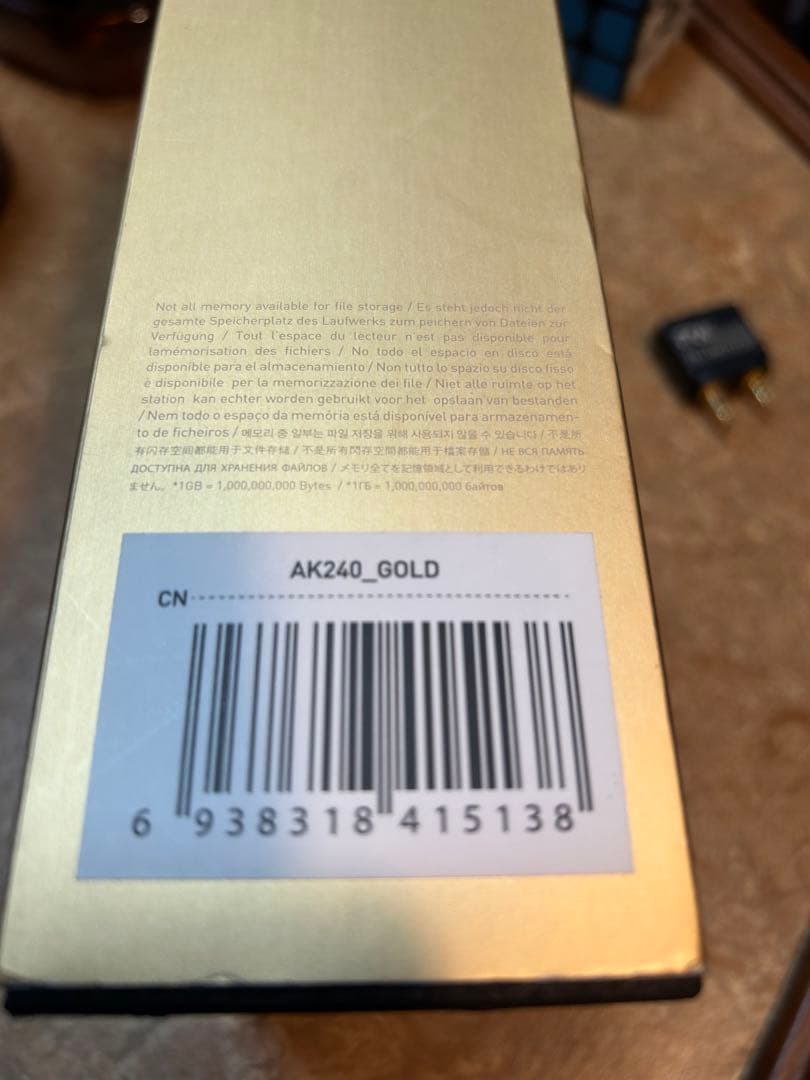 Not all memory available for file storage / Es steht jedoch nicht der
gesamte Speicherplatz des Laufwerks zum peichern von Dateien zur
Verfügung / Tout l'espace du lecteur n'est pas disponible pour
lamémorisation des fichiers / No todo el espacio en disco está
disponible para el almacenamiento / Non tutto lo spazio su disco fisso
è disponibile per la memorizzazione dei file / Niet alle ruimte op het
station kan echter worden gebruikt voor het opslaan van bestanden
/ Nem todo o espaço da memória está disponível para armazenamen-
to de ficheiros / 메모리 중 일부는 파일 저장을 위해 사용되지 않을 수 있습니다 / 不是所
有闪存空间都能用于文件存储 / 不是所有閃存空間都能用於檔案存儲 / НЕ ВСЯ ПАМЯТЬ
ДОСТУПНА ДЛЯ ХРАНЕНИЯ ФАЙЛОВ / メモリ全てを記憶領域として利用できるわけではあり
ません。 *1GB = 1,000,000,000 Bytes / *1ГБ = 1,000,000,000 байтов
AK240_GOLD
CN
6 938318 415138